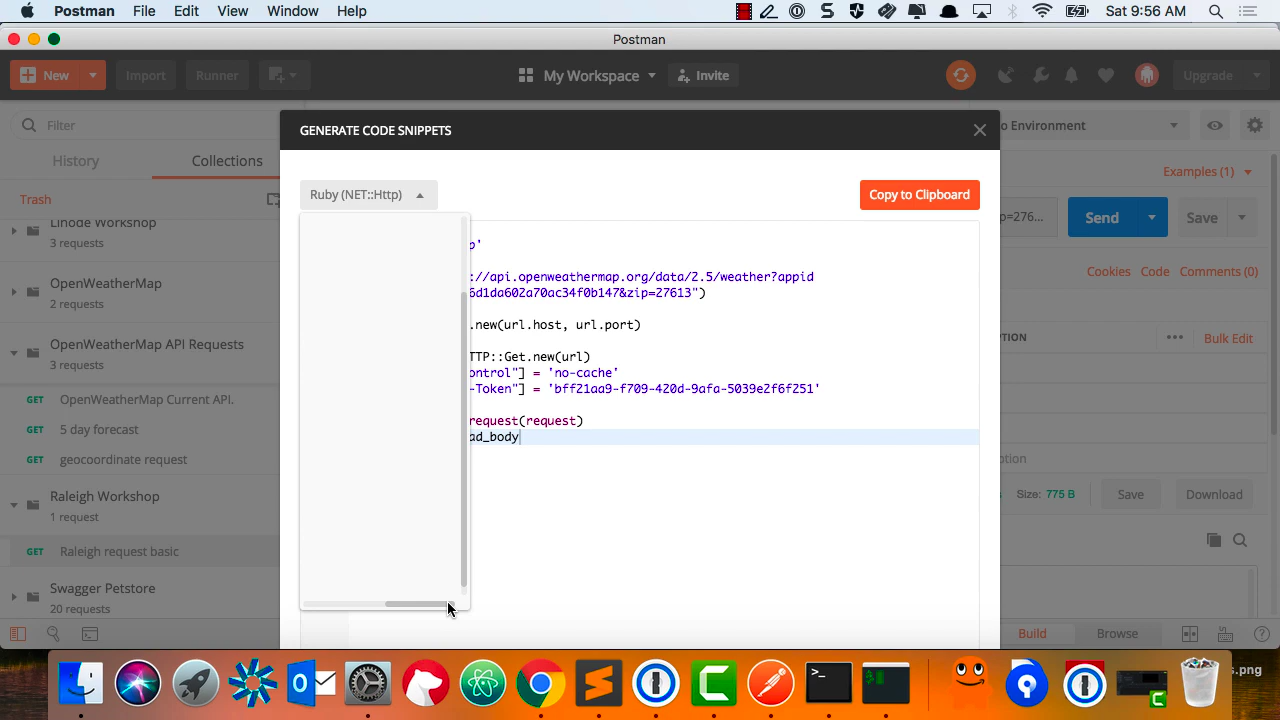 Postman File Edit View Window Help
Sat 9:56 AM
Postman
New
Import
Runner
My Workspace
Invite
Upgrade
Filter
o Environment
History
Collections
Trash
GENERATE CODE SNIPPETS
Ruby (NET::Http)
Copy to Clipboard
Examples (1)
p=276...
Send
Save
Cookies Code Comments (0)
PTION
Bulk Edit
ption
s Size: 775 B
Save
Download
Linode Workshop
3 requests
OpenWeatherMap
2 requests
OpenWeatherMap API Requests
3 requests
GET OpenWeatherMap Current API.
GET 5 day forecast
GET geocoordinate request
Raleigh Workshop
1 request
GET Raleigh request basic
Swagger Petstore
20 requests
p'
://api.openweathermap.org/data/2.5/weather?appid
6d1da602a70ac34f0b147&zip=27613")
.new(url.host, url.port)
TTP::Get.new(url)
ontrol"] = 'no-cache'
-Token"] = 'bff21aa9-f709-420d-9afa-5039e2f6f251'
request(request)
ad_body
Build
Browse
s.png